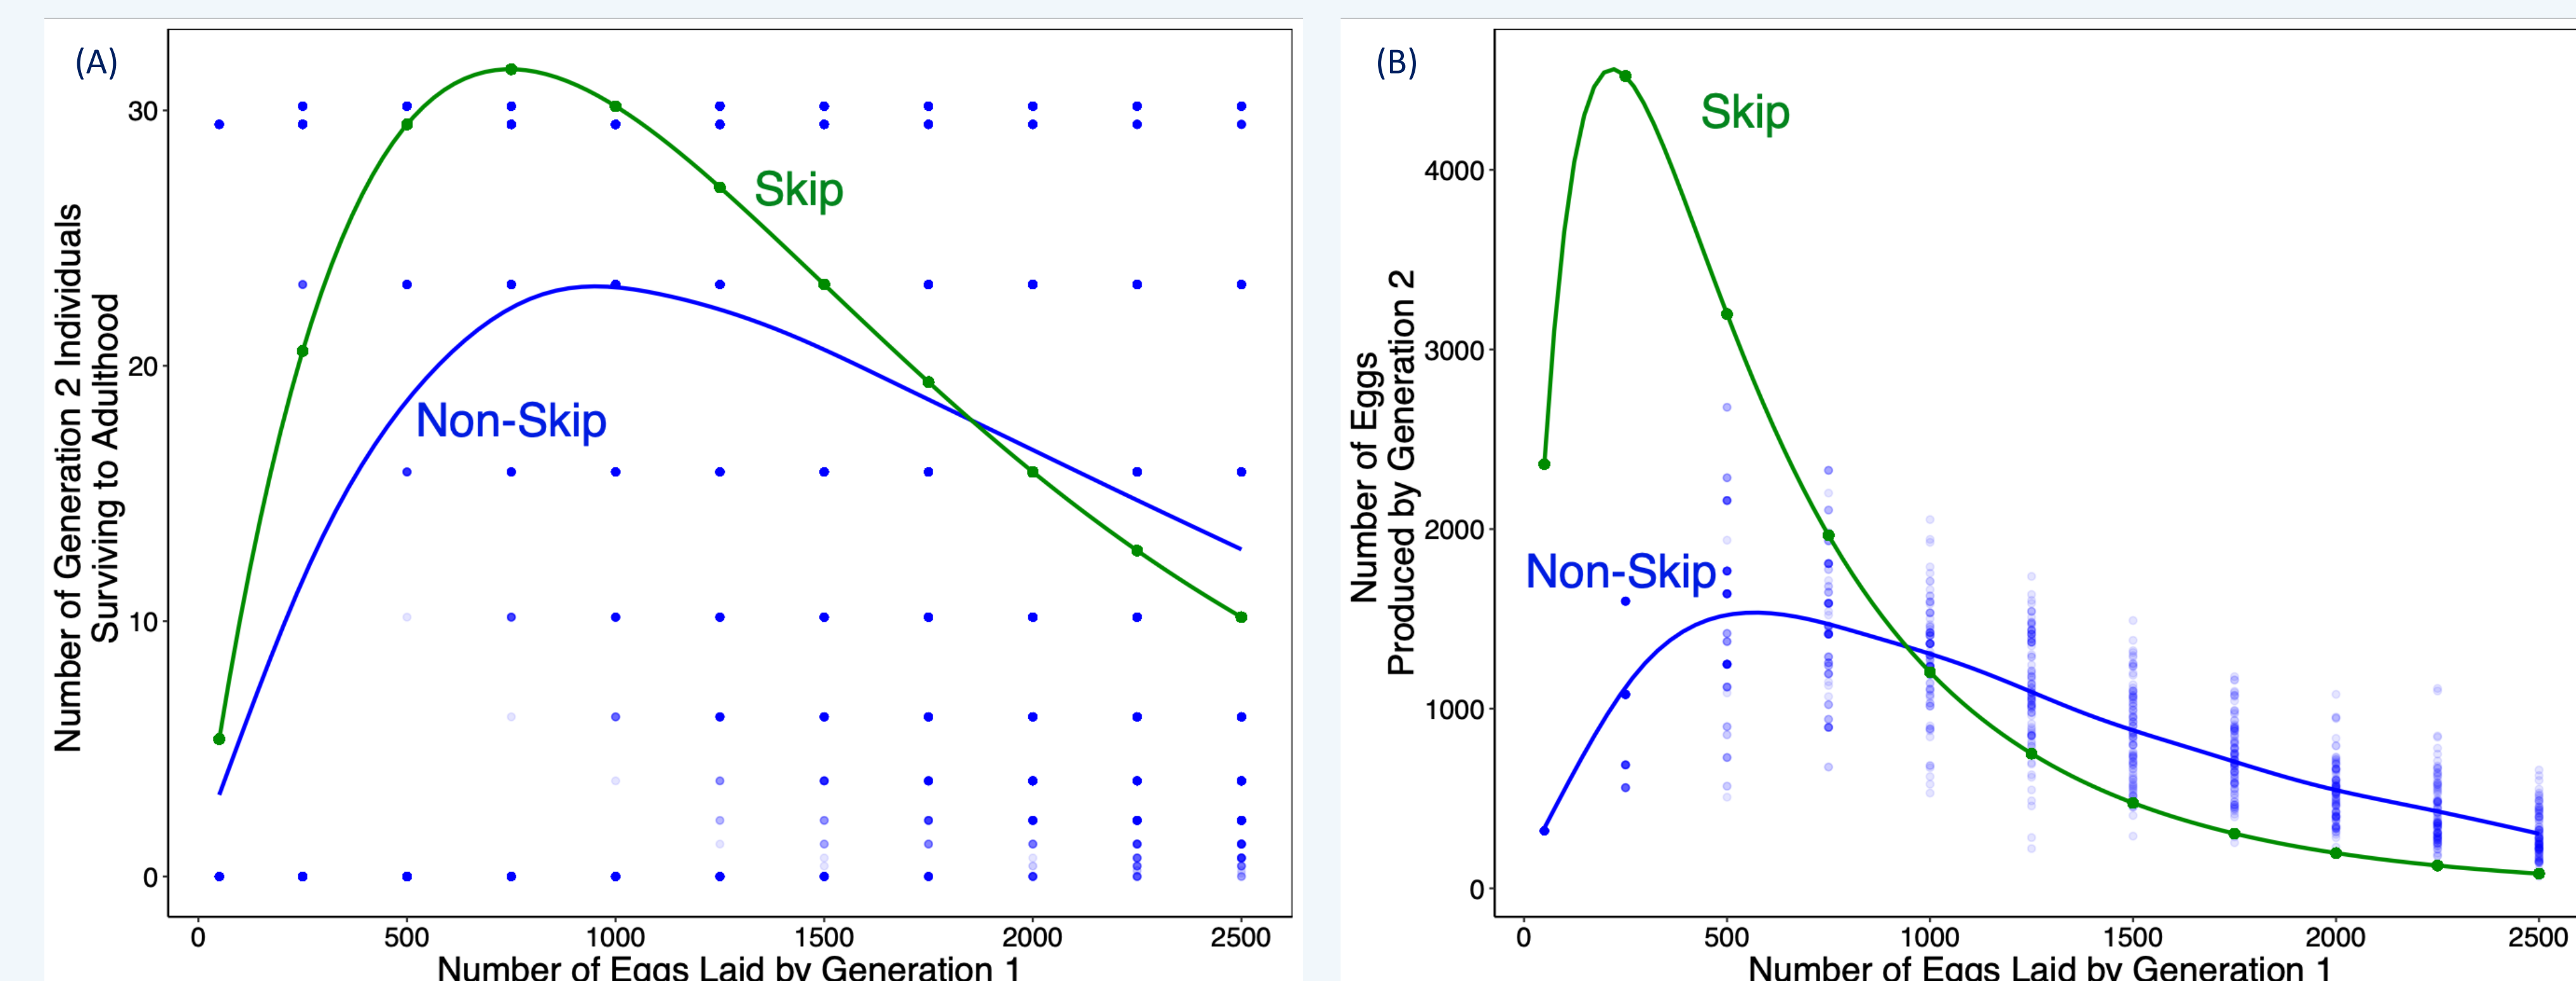 (A)
Number of Generation 2 Individuals
Surviving to Adulthood
30
20
10
0
Skip
Non-Skip
0 500 1000 1500 2000 2500
Number of Eggs Laid by Generation 1
(B)
Number of Eggs
Produced by Generation 2
4000
3000
2000
1000
0
Skip
Non-Skip
0 500 1000 1500 2000 2500
Number of Eggs Laid by Generation 1